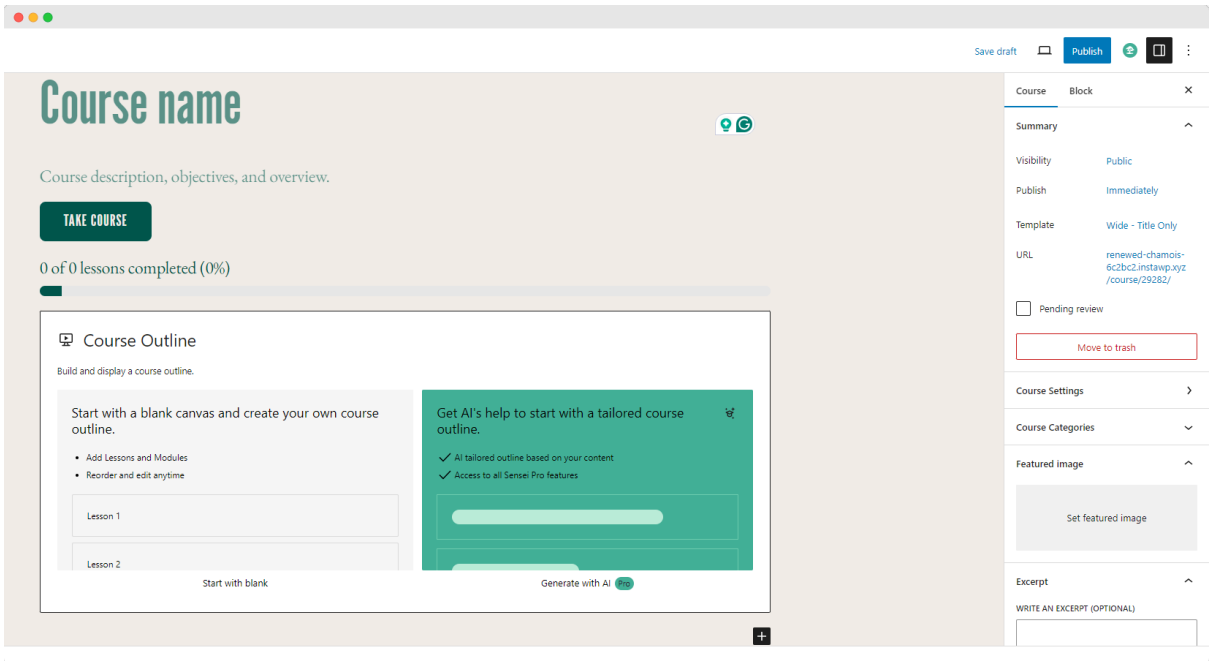 Save draft
Publish
Course name
Course description, objectives, and overview.
TAKE COURSE
0 of 0 lessons completed (0%)
Course Outline
Build and display a course outline.
Start with a blank canvas and create your own course
outline.
• Add Lessons and Modules
• Reorder and edit anytime
Lesson 1
Lesson 2
Start with blank
Get AI's help to start with a tailored course
outline.
AI tailored outline based on your content
Access to all Sensei Pro features
Generate with AI Pro
Course Block
Summary
Visibility Public
Publish Immediately
Template Wide - Title Only
URL renewed-chamois-
6c2bc2.instawp.xyz
/course/29282/
Pending review
Move to trash
Course Settings
Course Categories
Featured image
Set featured image
Excerpt
WRITE AN EXCERPT (OPTIONAL)